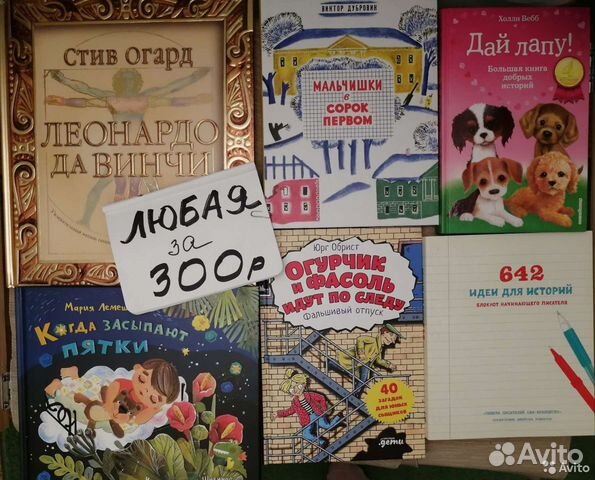 СТИВ ОГАРД
ЛЕОНАРДО
ДА ВИНЧИ
ВИКТОР ДУБРОВИН
МАЛЬЧИШКИ
в
СОРОК
ПЕРВОМ
Холли Вебб
Дай лапу!
Большая книга
добрых
историй
ЛЮБАЯ
за
300р
Мария
КОГДА ЗАСЫПАЮТ
ПЯТКИ
Юрг Обрист
ОГУРЧИК
И ФАСОЛЬ
ИДУТ ПО СЛЕДУ
Фальшивый отпуск
40
загадок
для юных
сыщиков
дети
642
ИДЕИ ДЛЯ ИСТОРИЙ
БЛОКНОТ НАЧИНАЮЩЕГО ПИСАТЕЛЯ
Avito
Avito